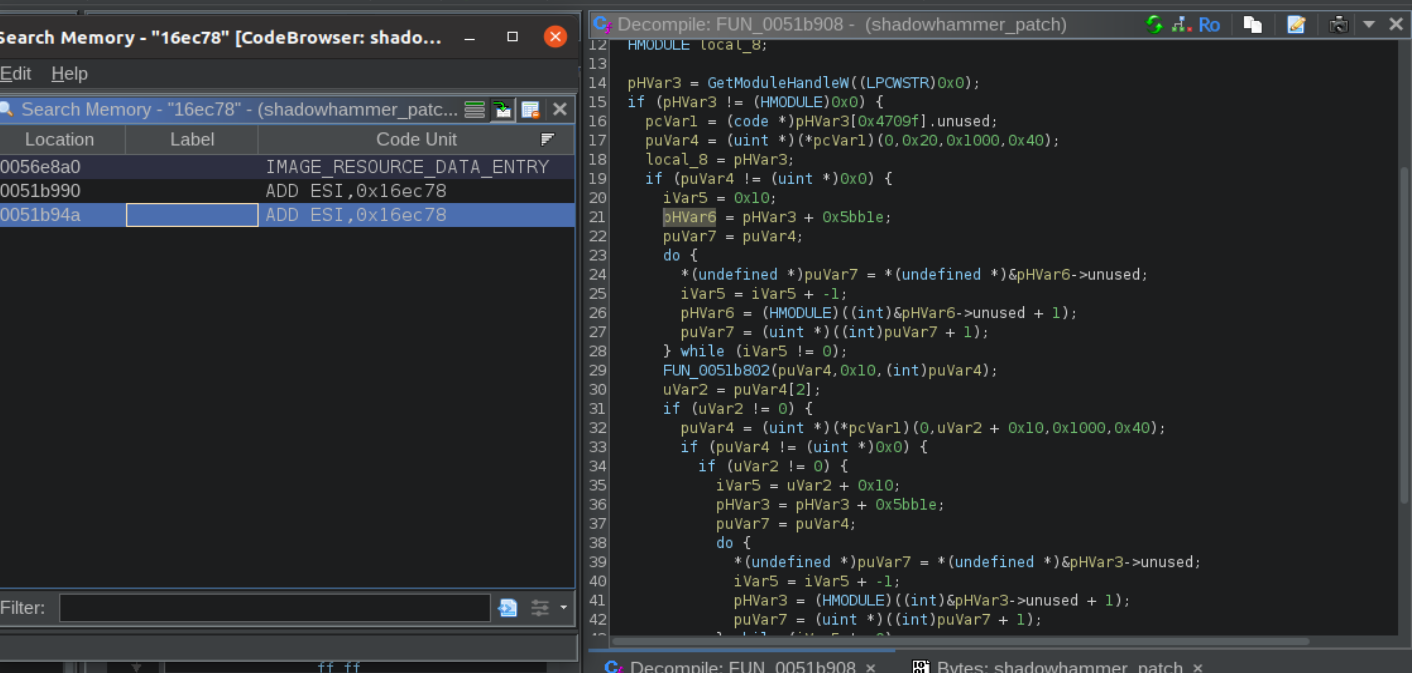 Search Memory - "16ec78" [CodeBrowser: shado...
Edit Help
Search Memory - "16ec78" - (shadowhammer_patc...
Location Label Code Unit
0056e8a0 IMAGE_RESOURCE_DATA_ENTRY
0051b990 ADD ESI,0x16ec78
0051b94a ADD ESI,0x16ec78
Filter:
ff ff
Decompile: FUN_0051b908 - (shadowhammer_patch)
Ro
12 HMODULE local_8;
13
14 pHVar3 = GetModuleHandleW((LPCWSTR)0x0);
15 if (pHVar3 != (HMODULE)0x0) {
16 pcVar1 = (code *)pHVar3[0x4709f].unused;
17 puVar4 = (uint *)(*pcVar1)(0,0x20,0x1000,0x40);
18 local_8 = pHVar3;
19 if (puVar4 != (uint *)0x0) {
20 iVar5 = 0x10;
21 pHVar6 = pHVar3 + 0x5bb1e;
22 puVar7 = puVar4;
23 do {
24 *(undefined *)puVar7 = *(undefined *)&pHVar6->unused;
25 iVar5 = iVar5 + -1;
26 pHVar6 = (HMODULE)((int)&pHVar6->unused + 1);
27 puVar7 = (uint *)((int)puVar7 + 1);
28 } while (iVar5 != 0);
29 FUN_0051b802(puVar4,0x10,(int)puVar4);
30 uVar2 = puVar4[2];
31 if (uVar2 != 0) {
32 puVar4 = (uint *)(*pcVar1)(0,uVar2 + 0x10,0x1000,0x40);
33 if (puVar4 != (uint *)0x0) {
34 if (uVar2 != 0) {
35 iVar5 = uVar2 + 0x10;
36 pHVar3 = pHVar3 + 0x5bb1e;
37 puVar7 = puVar4;
38 do {
39 *(undefined *)puVar7 = *(undefined *)&pHVar3->unused;
40 iVar5 = iVar5 + -1;
41 pHVar3 = (HMODULE)((int)&pHVar3->unused + 1);
42 puVar7 = (uint *)((int)puVar7 + 1);
Decompile: FUN_0051b908 × Bytes: shadowhammer_patch ×